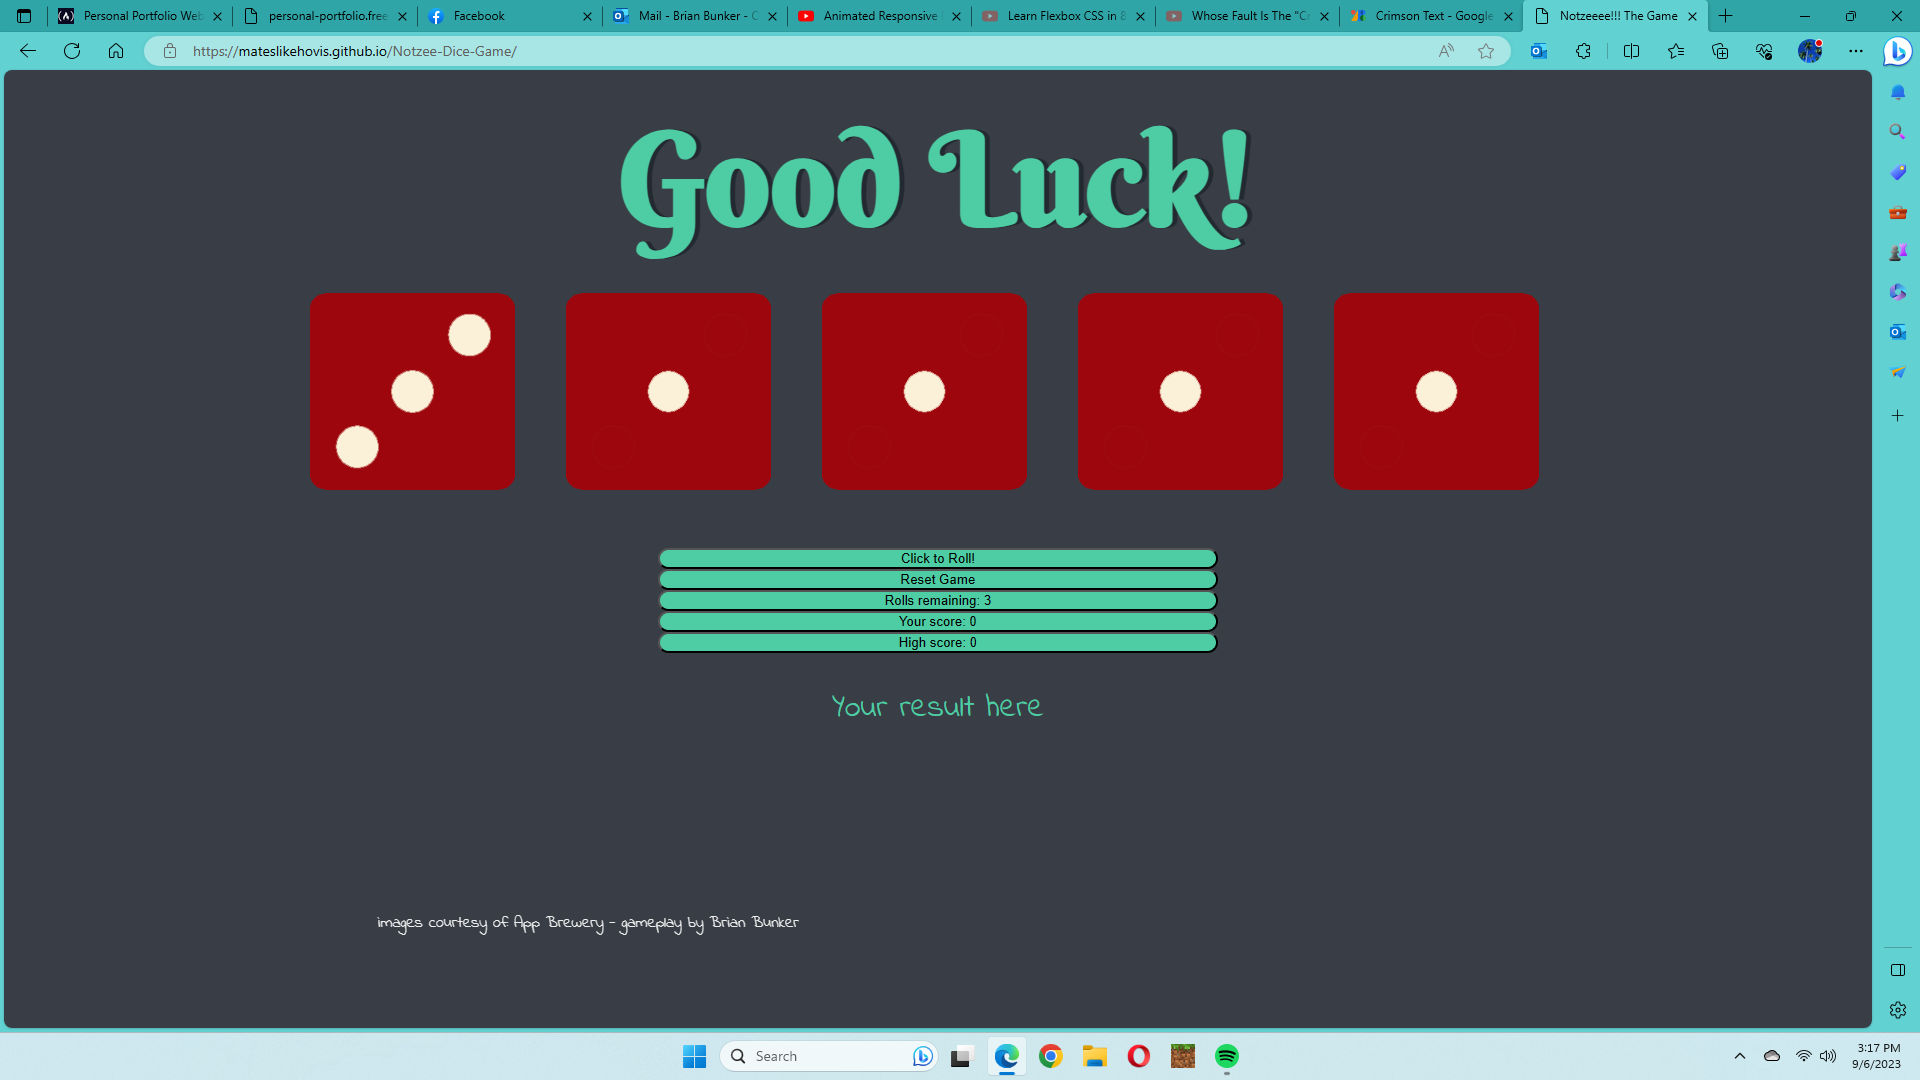 Personal Portfolio Web
personal-portfolio.free
Facebook
Mail - Brian Bunker - O
Animated Responsive
Learn Flexbox CSS in 8
Whose Fault Is The "Cr
Crimson Text - Google
Notzeeee!!! The Game
https://mateslikehovis.github.io/Notzee-Dice-Game/
Good Luck!
Click to Roll!
Reset Game
Rolls remaining: 3
Your score: 0
High score: 0
Your result here
images courtesy of App Brewery - gameplay by Brian Bunker
Search
3:17 PM
9/6/2023